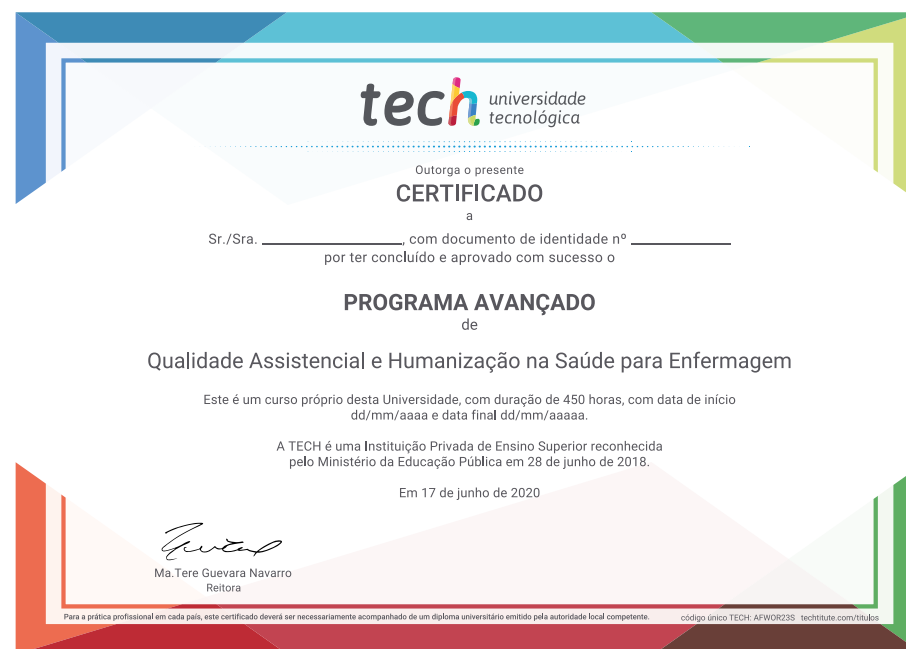 tech universidade
tecnológica
Outorga o presente
CERTIFICADO
a
Sr./Sra. ____________________, com documento de identidade nº ______________
por ter concluído e aprovado com sucesso o
PROGRAMA AVANÇADO
de
Qualidade Assistencial e Humanização na Saúde para Enfermagem
Este é um curso próprio desta Universidade, com duração de 450 horas, com data de início
dd/mm/aaaa e data final dd/mm/aaaaa.
A TECH é uma Instituição Privada de Ensino Superior reconhecida
pelo Ministério da Educação Pública em 28 de junho de 2018.
Em 17 de junho de 2020
Ma.Tere Guevara Navarro
Reitora
Para a prática profissional em cada país, este certificado deverá ser necessariamente acompanhado de um diploma universitário emitido pela autoridade local competente. código único TECH: AFWOR23S techtitute.com/titulos